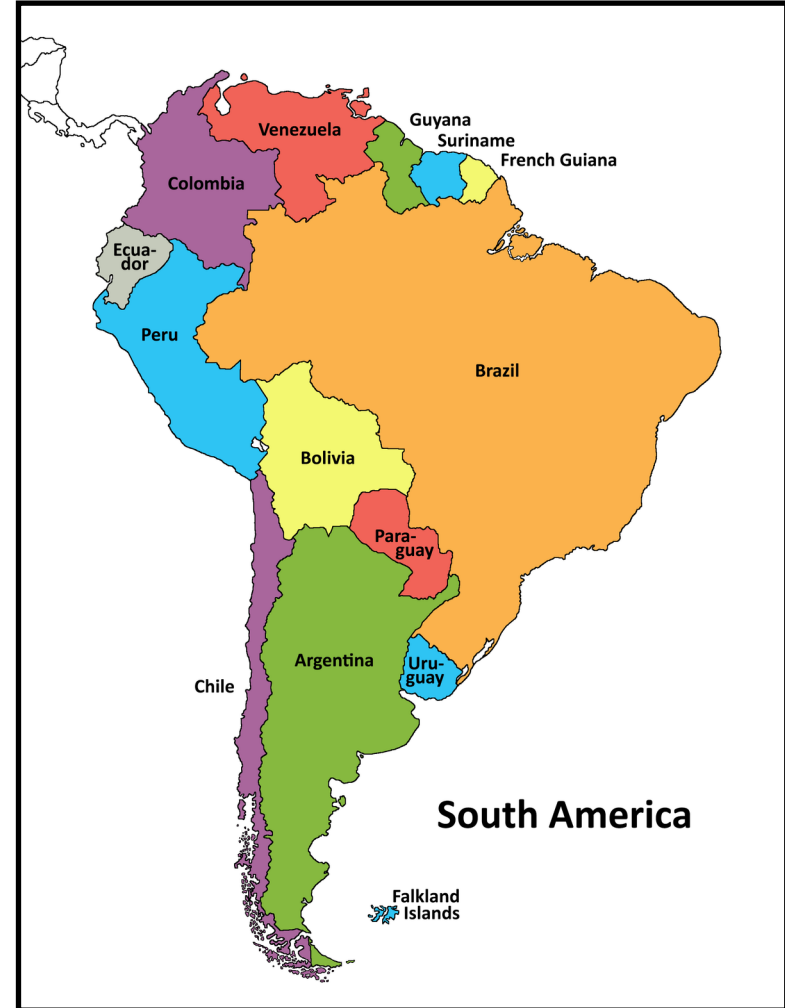 Guyana
Venezuela
Suriname
French Guiana
Colombia
Ecua-
dor
Peru
Brazil
Bolivia
Para-
guay
Argentina
Uru-
guay
Chile
South America
Falkland
Islands